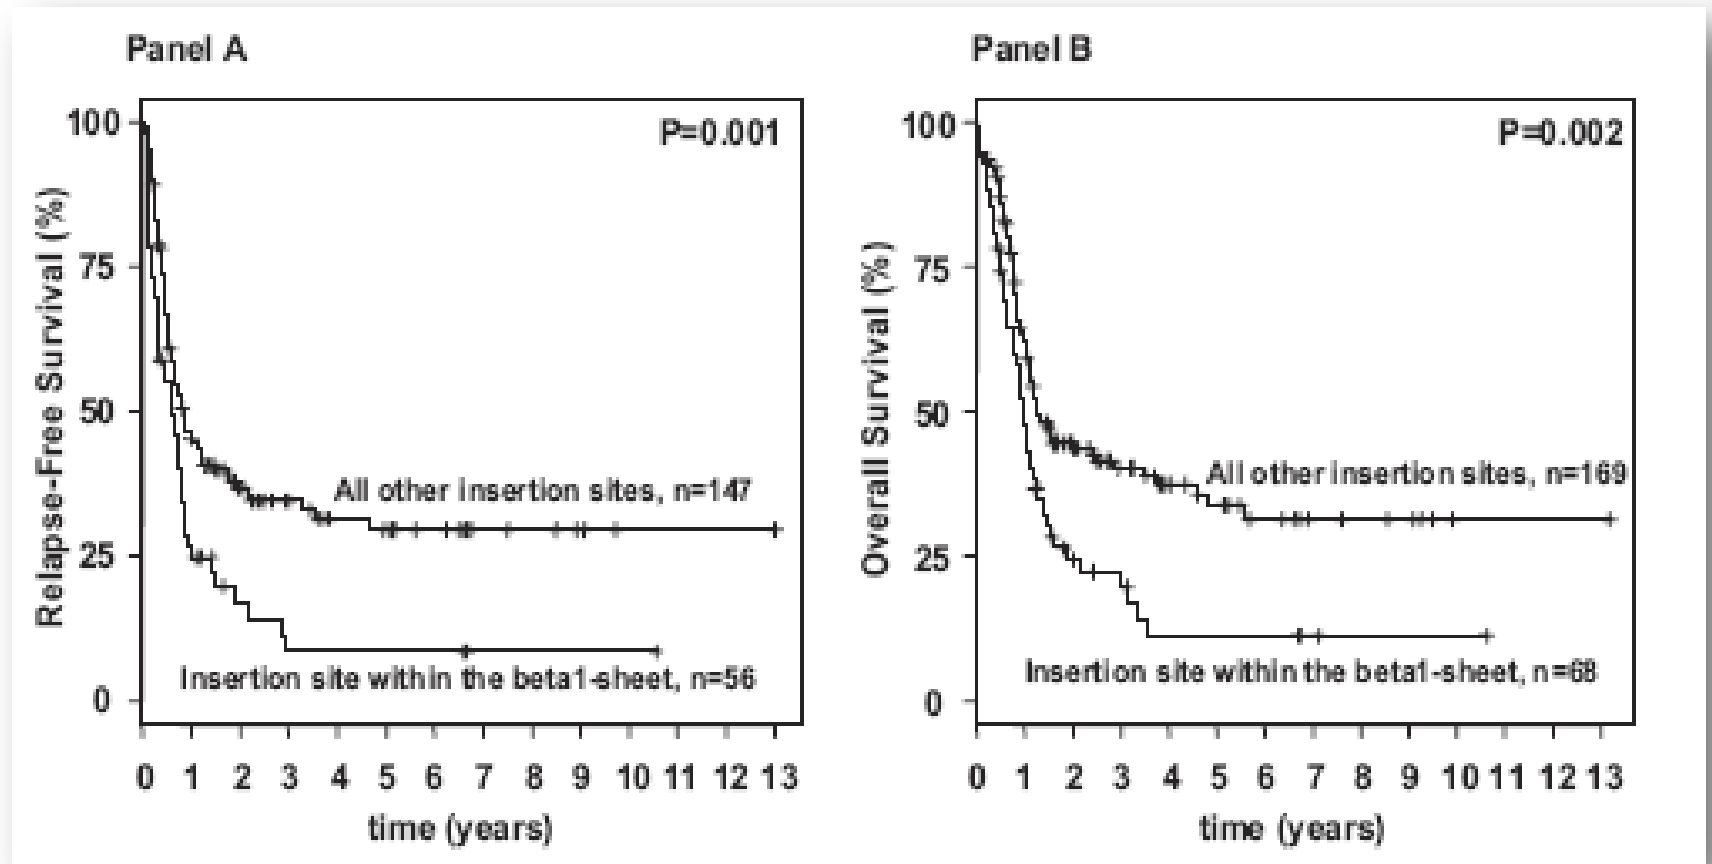 Panel A
P=0.001
Relapse-Free Survival (%)
100
75
50
25
0
All other insertion sites, n=147
Insertion site within the beta1-sheet, n=56
0 1 2 3 4 5 6 7 8 9 10 11 12 13
time (years)
Panel B
P=0.002
Overall Survival (%)
100
75
50
25
0
All other insertion sites, n=169
Insertion site within the beta1-sheet, n=68
0 1 2 3 4 5 6 7 8 9 10 11 12 13
time (years)